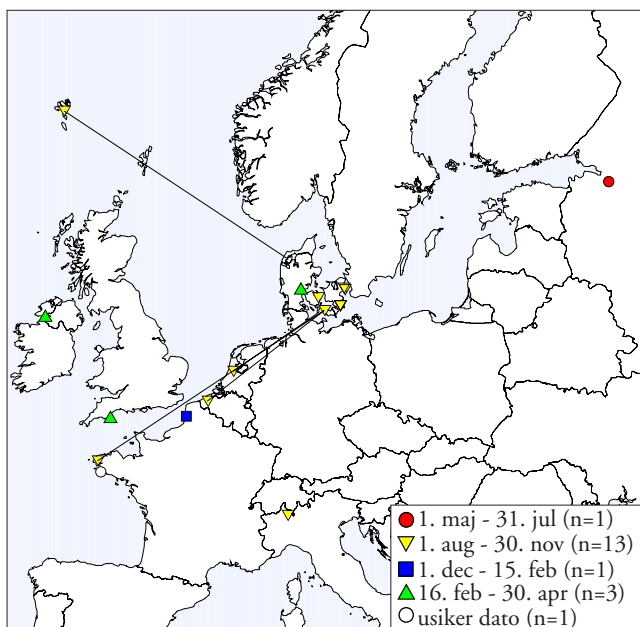 1. maj - 31. jul (n=1)
1. aug - 30. nov (n=13)
1. dec - 15. feb (n=1)
16. feb - 30. apr (n=3)
usiker dato (n=1)